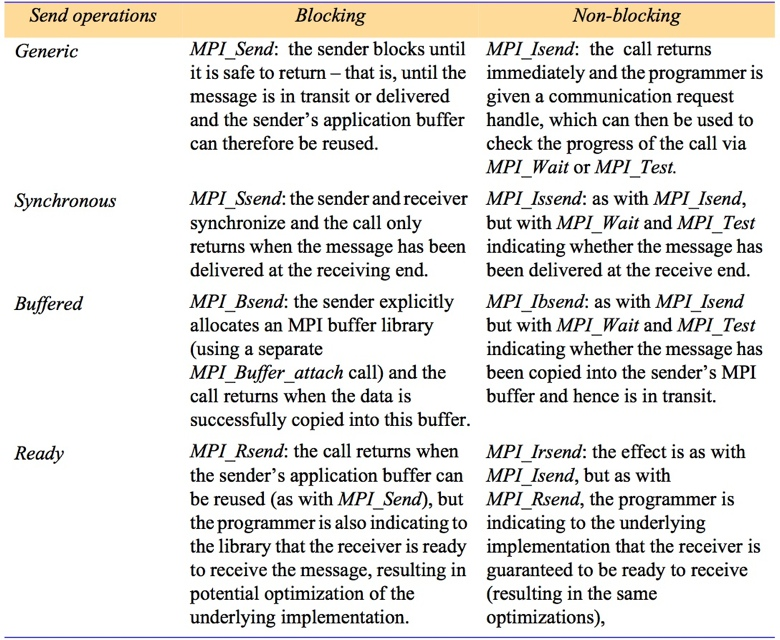 Send operations Blocking Non-blocking
Generic
MPI_Send: the sender blocks until
it is safe to return – that is, until the
message is in transit or delivered
and the sender’s application buffer
can therefore be reused.
MPI_Isend: the call returns
immediately and the programmer is
given a communication request
handle, which can then be used to
check the progress of the call via
MPI_Wait or MPI_Test.
Synchronous
MPI_Ssend: the sender and receiver
synchronize and the call only
returns when the message has been
delivered at the receiving end.
MPI_Issend: as with MPI_Isend,
but with MPI_Wait and MPI_Test
indicating whether the message has
been delivered at the receive end.
Buffered
MPI_Bsend: the sender explicitly
allocates an MPI buffer library
(using a separate
MPI_Buffer_attach call) and the
call returns when the data is
successfully copied into this buffer.
MPI_Ibsend: as with MPI_Isend
but with MPI_Wait and MPI_Test
indicating whether the message has
been copied into the sender’s MPI
buffer and hence is in transit.
Ready
MPI_Rsend: the call returns when
the sender’s application buffer can
be reused (as with MPI_Send), but
the programmer is also indicating to
the library that the receiver is ready
to receive the message, resulting in
potential optimization of the
underlying implementation.
MPI_Irsend: the effect is as with
MPI_Isend, but as with
MPI_Rsend, the programmer is
indicating to the underlying
implementation that the receiver is
guaranteed to be ready to receive
(resulting in the same
optimizations),